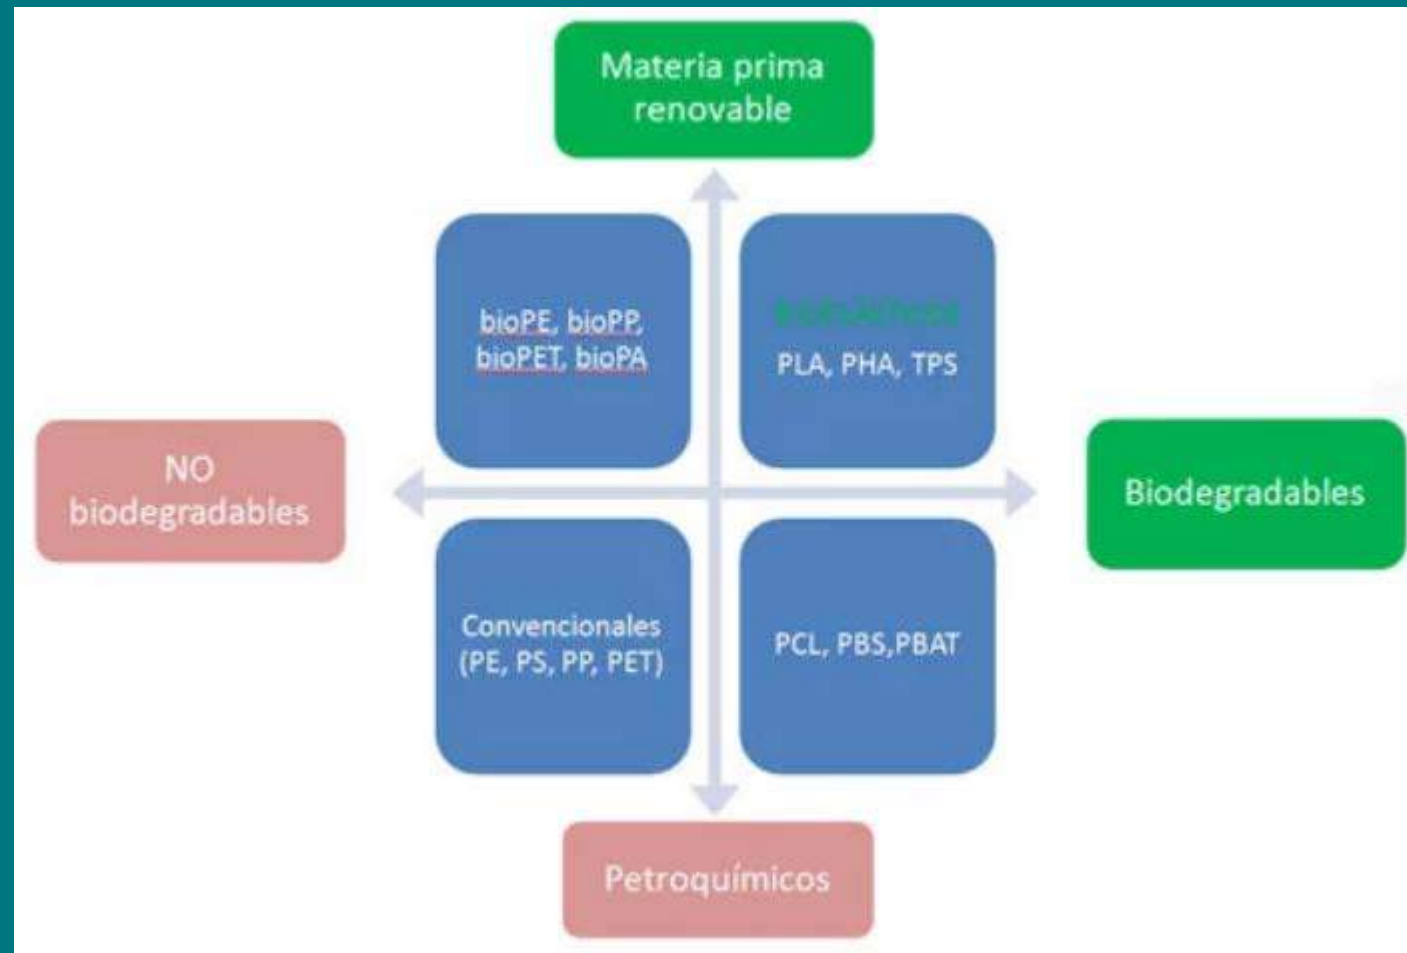 Materia prima
renovable
bioPE, bioPP,
bioPET, bioPA
PLA, PHA, TPS
NO
biodegradables
Biodegradables
Convencionales
(PE, PS, PP, PET)
PCL, PBS,PBAT
Petroquímicos